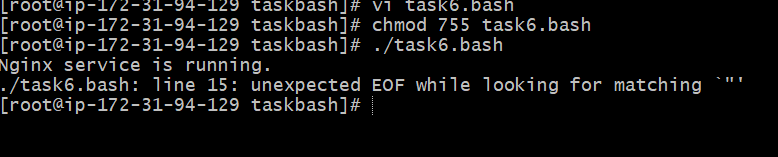 [root@ip-172-31-94-129 taskbash]# vi task6.bash
[root@ip-172-31-94-129 taskbash]# chmod 755 task6.bash
[root@ip-172-31-94-129 taskbash]# ./task6.bash
Nginx service is running.
./task6.bash: line 15: unexpected EOF while looking for matching `"'
[root@ip-172-31-94-129 taskbash]#